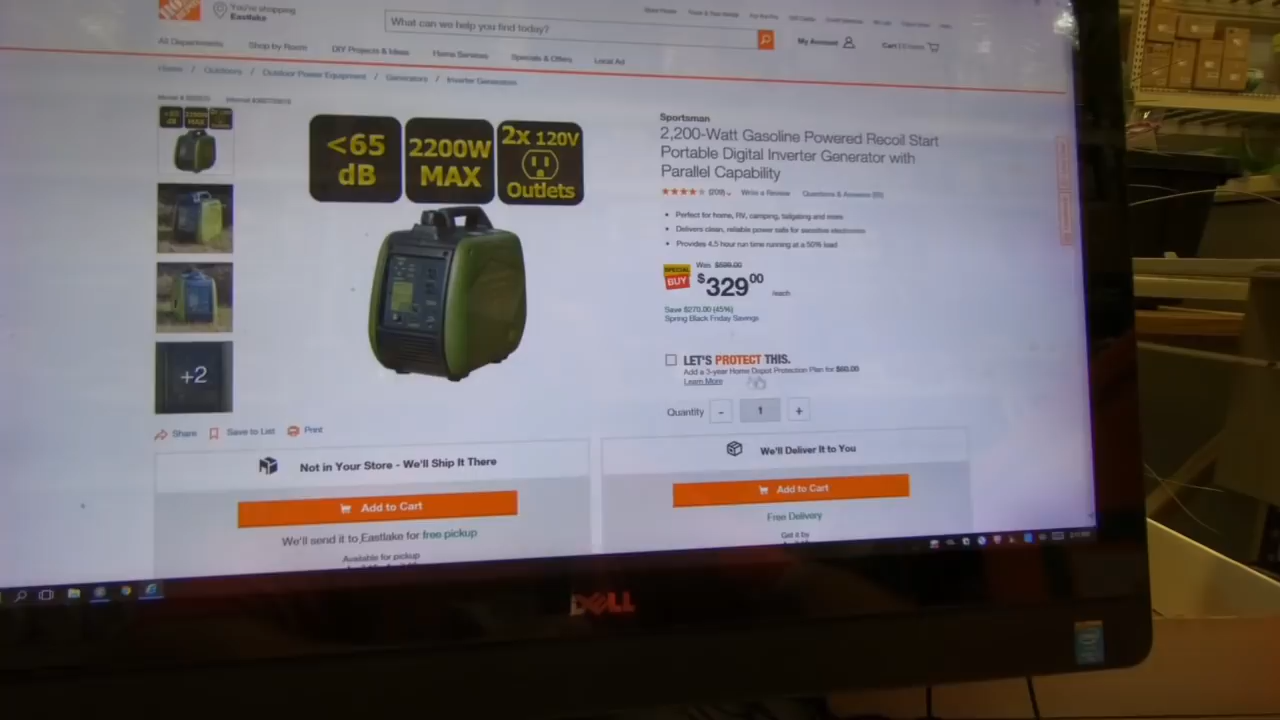 You're shopping
Eastlake
What can we help you find today?
My Account
All Departments
Shop by Room
DIY Projects & Ideas
Home Services
Specials & Offers
Local Ad
Home / Outdoors / Outdoor Power Equipment / Generators / Inverter Generators
<65
dB
2200W
MAX
2x 120V
Outlets
+2
Share
Save to List
Print
Sportsman
2,200-Watt Gasoline Powered Recoil Start
Portable Digital Inverter Generator with
Parallel Capability
(209)
Write a Review
Questions & Answers
Perfect for home, RV, camping, tailgating and more
Delivers clean, reliable power safe for sensitive electronics
Provides 4.5 hour run time running at a 50% load
SPECIAL
BUY
Was $599.00
$329 00
/each
Save $270.00 (45%)
Spring Black Friday Savings
LET'S PROTECT THIS.
Add a 3-year Home Depot Protection Plan for $60.00
Learn More
Quantity - 1 +
Not in Your Store - We'll Ship It There
Add to Cart
We'll send it to Eastlake for free pickup
Available for pickup
We'll Deliver It to You
Add to Cart
Free Delivery
Get it by
DELL